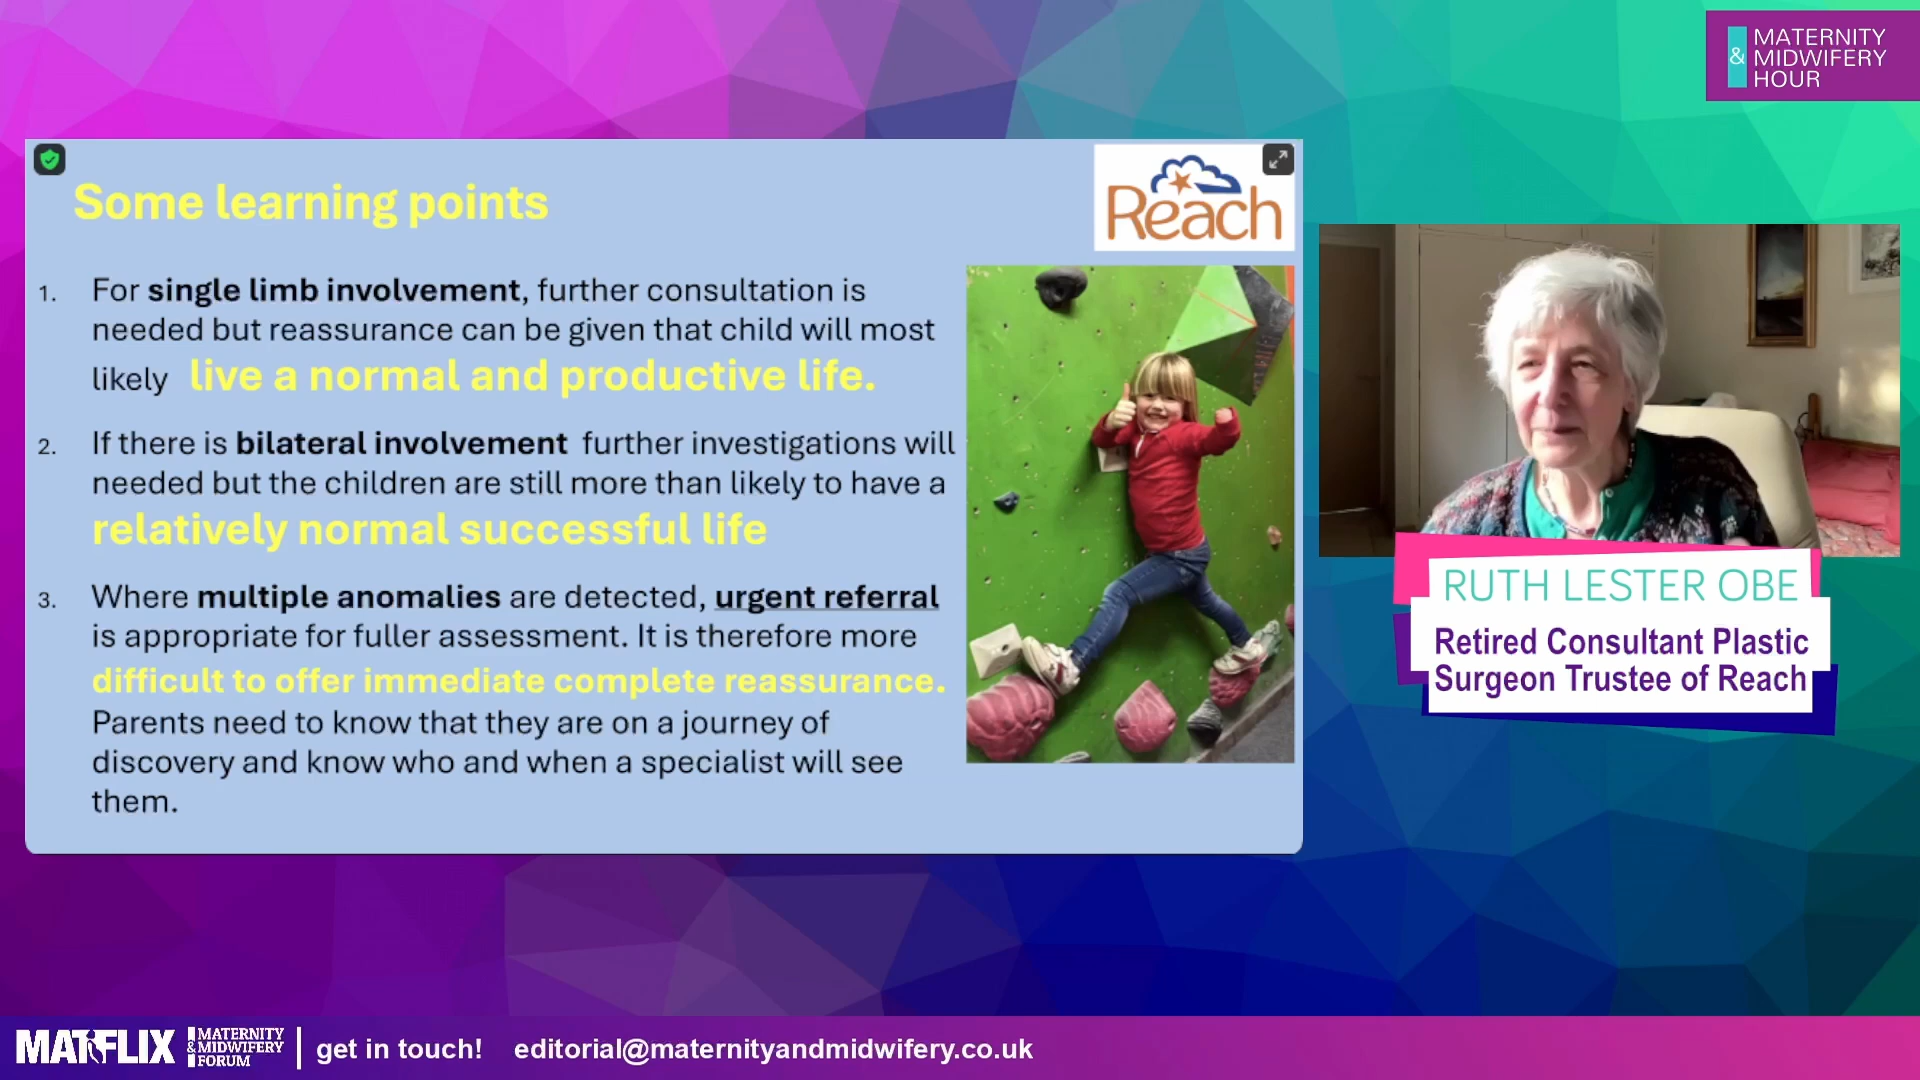 MATERNITY
& MIDWIFERY
HOUR
Some learning points
Reach
1. For single limb involvement, further consultation is
needed but reassurance can be given that child will most
likely live a normal and productive life.
2. If there is bilateral involvement further investigations will
needed but the children are still more than likely to have a
relatively normal successful life
3. Where multiple anomalies are detected, urgent referral
is appropriate for fuller assessment. It is therefore more
difficult to offer immediate complete reassurance.
Parents need to know that they are on a journey of
discovery and know who and when a specialist will see
them.
RUTH LESTER OBE
Retired Consultant Plastic
Surgeon Trustee of Reach
MATFLIX
MATERNITY
& MIDWIFERY
FORUM
get in touch! editorial@maternityandmidwifery.co.uk